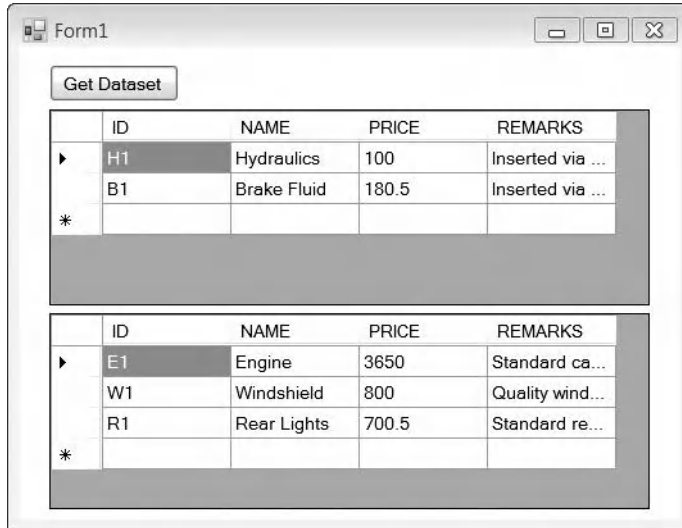 Form1
Get Dataset
ID NAME PRICE REMARKS
H1 Hydraulics 100 Inserted via ...
B1 Brake Fluid 180.5 Inserted via ...
*
ID NAME PRICE REMARKS
E1 Engine 3650 Standard ca...
W1 Windshield 800 Quality wind...
R1 Rear Lights 700.5 Standard re...
*